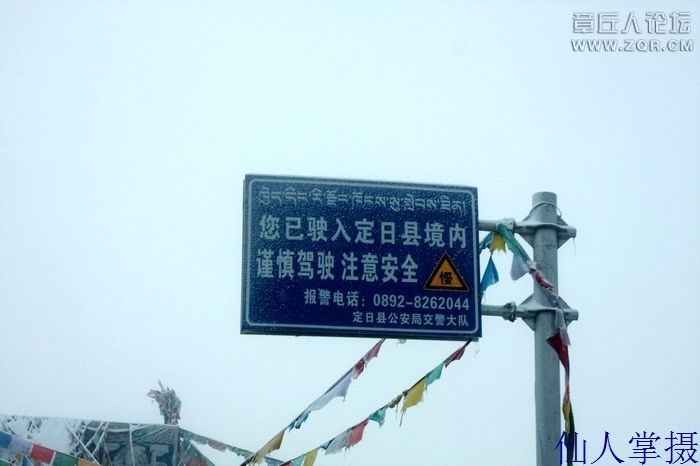 章丘人论坛
WWW.ZQR.CM
您已驶入定日县境内
谨慎驾驶 注意安全
慢
报警电话：0892-8262044
定日县公安局交警大队
仙人掌摄